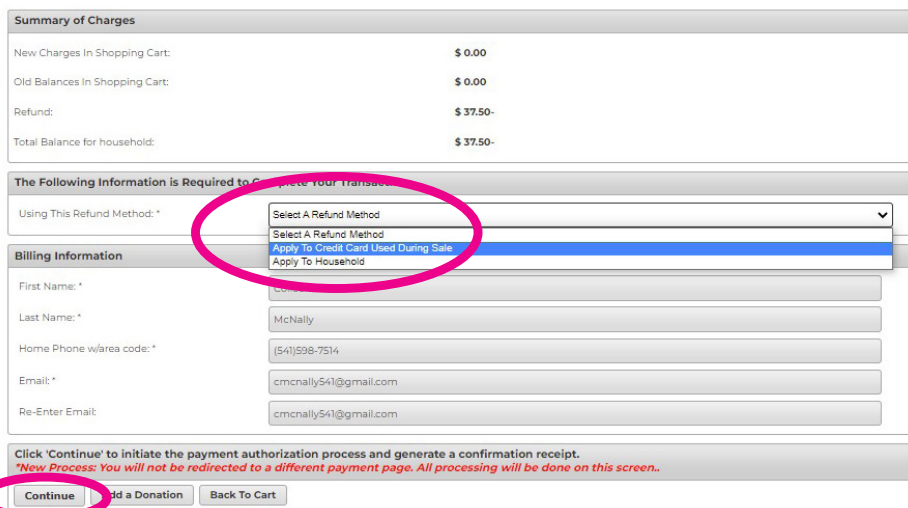 Summary of Charges
New Charges In Shopping Cart: $ 0.00
Old Balances In Shopping Cart: $ 0.00
Refund: $ 37.50-
Total Balance for household: $ 37.50-
The Following Information is Required to Complete Your
Using This Refund Method: * Select A Refund Method
Select A Refund Method
Apply To Credit Card Used During Sale
Apply To Household
Billing Information
First Name: *
Last Name: * McNally
Home Phone w/area code: * (541)598-7514
Email: * cmcnally541@gmail.com
Re-Enter Email: cmcnally541@gmail.com
Click 'Continue' to initiate the payment authorization process and generate a confirmation receipt.
*New Process: You will not be redirected to a different payment page. All processing will be done on this screen..
Continue a Donation Back To Cart